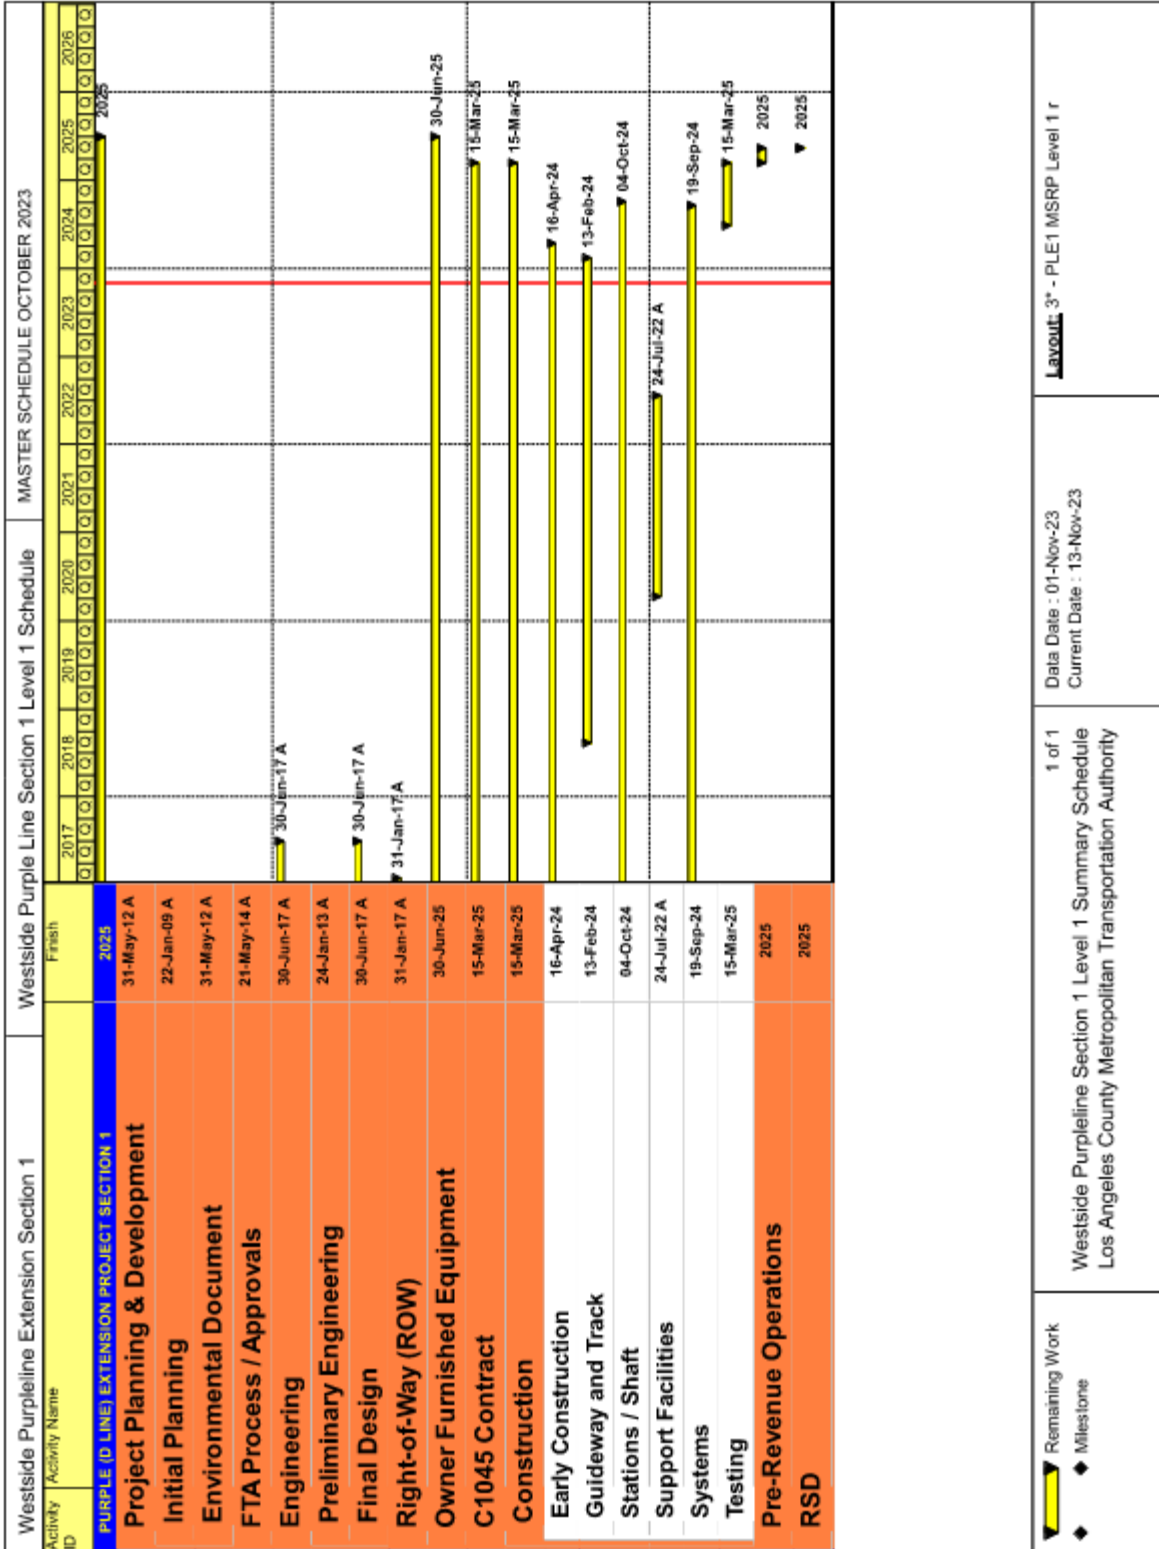 Westside Purpleline Extension Section 1 Westside Purple Line Section 1 Level 1 Schedule MASTER SCHEDULE OCTOBER 2023
Activity ID Activity Name Finish 2017 2018 2019 2020 2021 2022 2023 2024 2025 2026
Q Q Q Q Q Q Q Q Q Q Q Q Q Q Q Q Q Q Q Q Q Q Q Q Q Q Q Q Q Q Q Q Q Q Q Q Q Q Q Q
PURPLE (D LINE) EXTENSION PROJECT SECTION 1 2025 2025
Project Planning & Development 31-May-12 A
Initial Planning 22-Jan-09 A
Environmental Document 31-May-12 A
FTA Process / Approvals 21-May-14 A
Engineering 30-Jun-17 A 30-Jun-17 A
Preliminary Engineering 24-Jan-13 A
Final Design 30-Jun-17 A 30-Jun-17 A
Right-of-Way (ROW) 31-Jan-17 A 31-Jan-17 A
Owner Furnished Equipment 30-Jun-25 30-Jun-25
C1045 Contract 15-Mar-25 15-Mar-25
Construction 15-Mar-25 15-Mar-25
Early Construction 16-Apr-24 16-Apr-24
Guideway and Track 13-Feb-24 13-Feb-24
Stations / Shaft 04-Oct-24 04-Oct-24
Support Facilities 24-Jul-22 A 24-Jul-22 A
Systems 19-Sep-24 19-Sep-24
Testing 15-Mar-25 15-Mar-25
Pre-Revenue Operations 2025 2025
RSD 2025 2025
Remaining Work
Milestone
1 of 1
Westside Purpleline Section 1 Level 1 Summary Schedule
Los Angeles County Metropolitan Transportation Authority
Data Date : 01-Nov-23
Current Date : 13-Nov-23
Layout: 3* - PLE1 MSRP Level 1 r